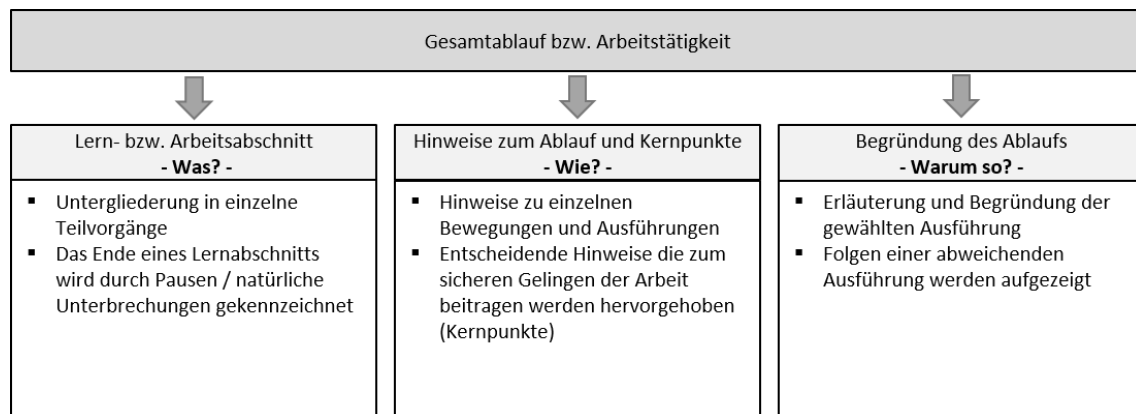 Gesamtablauf bzw. Arbeitstätigkeit
Lern- bzw. Arbeitsabschnitt
- Was? -
▪ Untergliederung in einzelne
Teilvorgänge
▪ Das Ende eines Lernabschnitts
wird durch Pausen / natürliche
Unterbrechungen gekennzeichnet
Hinweise zum Ablauf und Kernpunkte
- Wie? -
▪ Hinweise zu einzelnen
Bewegungen und Ausführungen
▪ Entscheidende Hinweise die zum
sicheren Gelingen der Arbeit
beitragen werden hervorgehoben
(Kernpunkte)
Begründung des Ablaufs
- Warum so? -
▪ Erläuterung und Begründung der
gewählten Ausführung
▪ Folgen einer abweichenden
Ausführung werden aufgezeigt